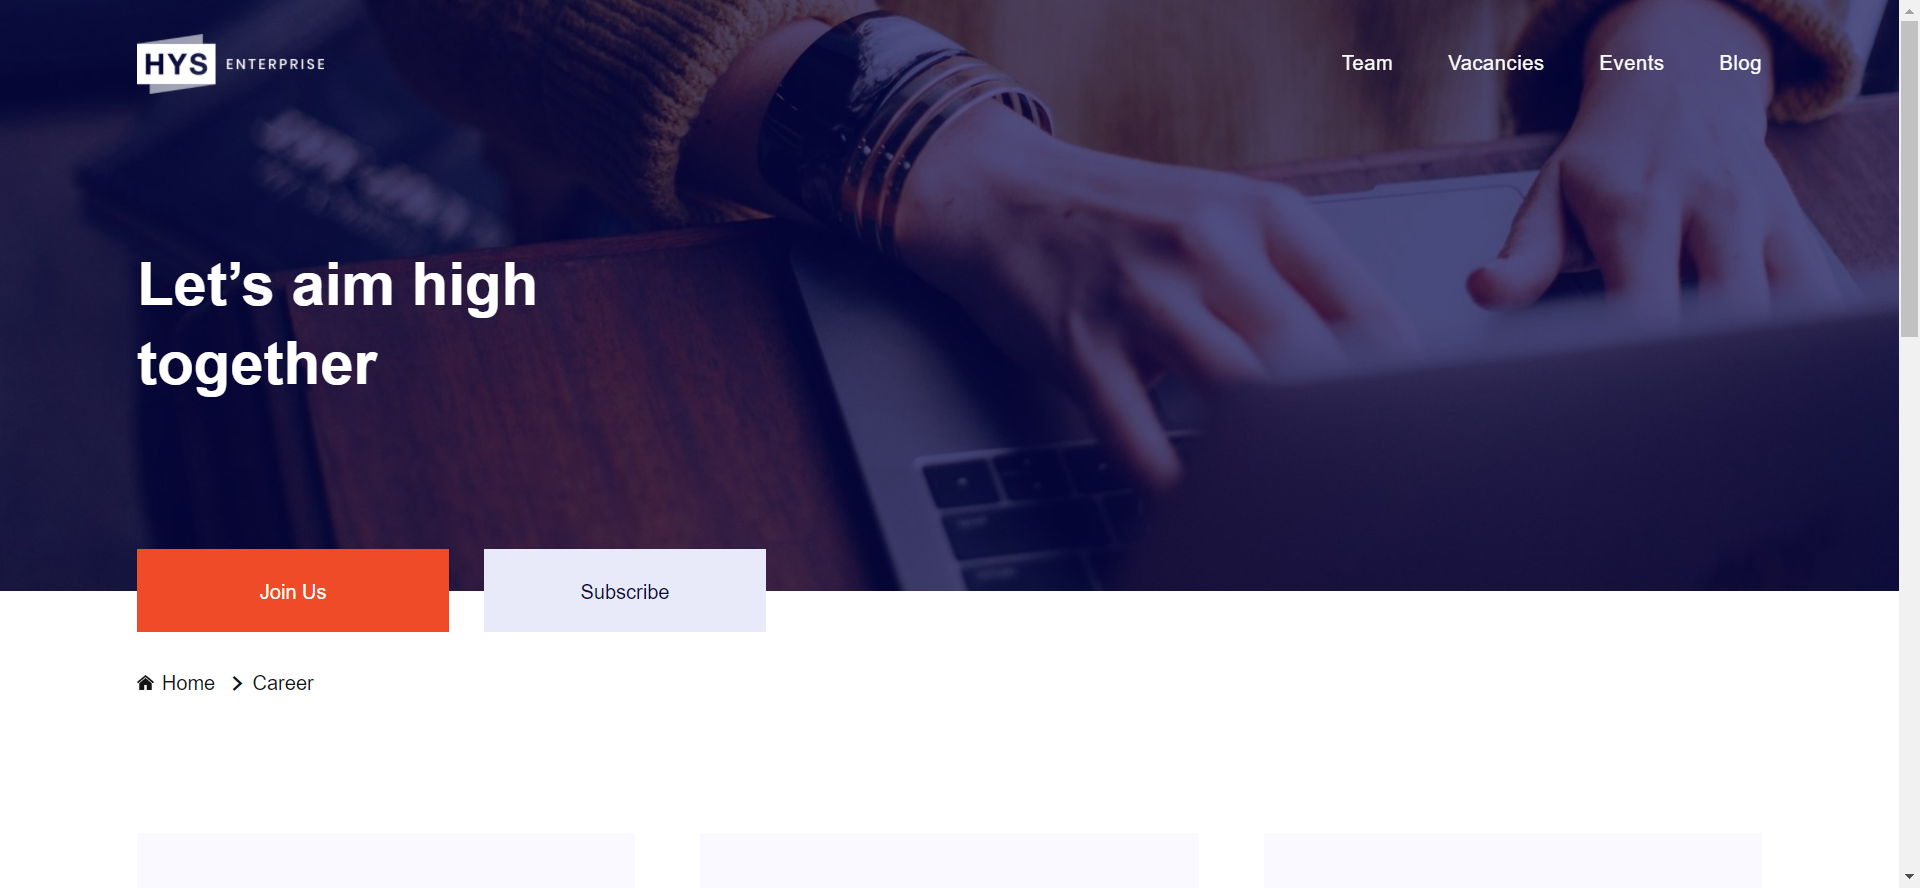 HYS ENTERPRISE
Team
Vacancies
Events
Blog
Let’s aim high
together
Join Us
Subscribe
Home
Career